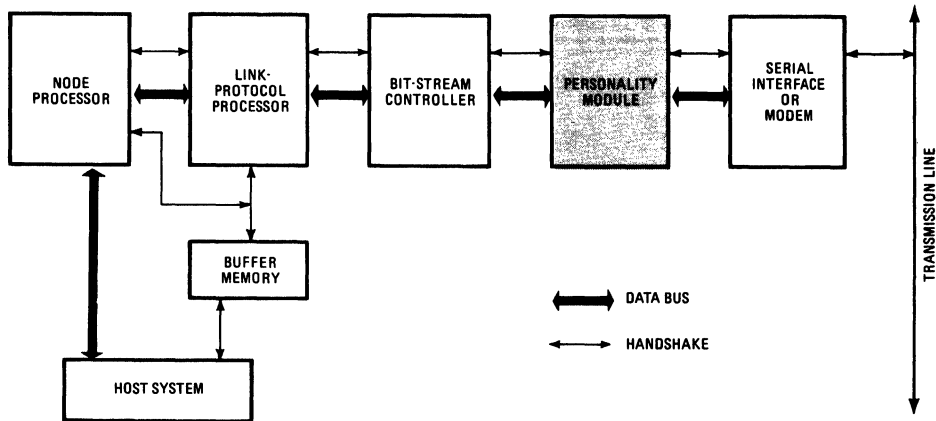 NODE
PROCESSOR
LINK-
PROTOCOL
PROCESSOR
BIT-STREAM
CONTROLLER
PERSONALITY
MODULE
SERIAL
INTERFACE
OR
MODEM
TRANSMISSION LINE
BUFFER
MEMORY
DATA BUS
HANDSHAKE
HOST SYSTEM